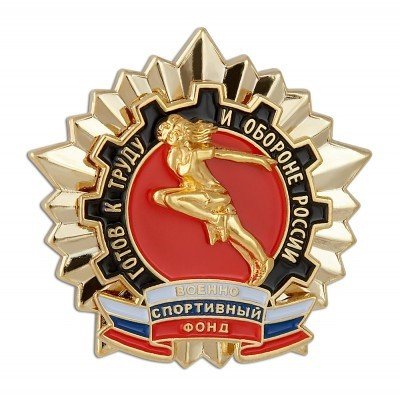 ГОТОВ К ТРУДУ И ОБОРОНЕ РОССИИ
ВОЕННО
СПОРТИВНЫЙ
ФОНД